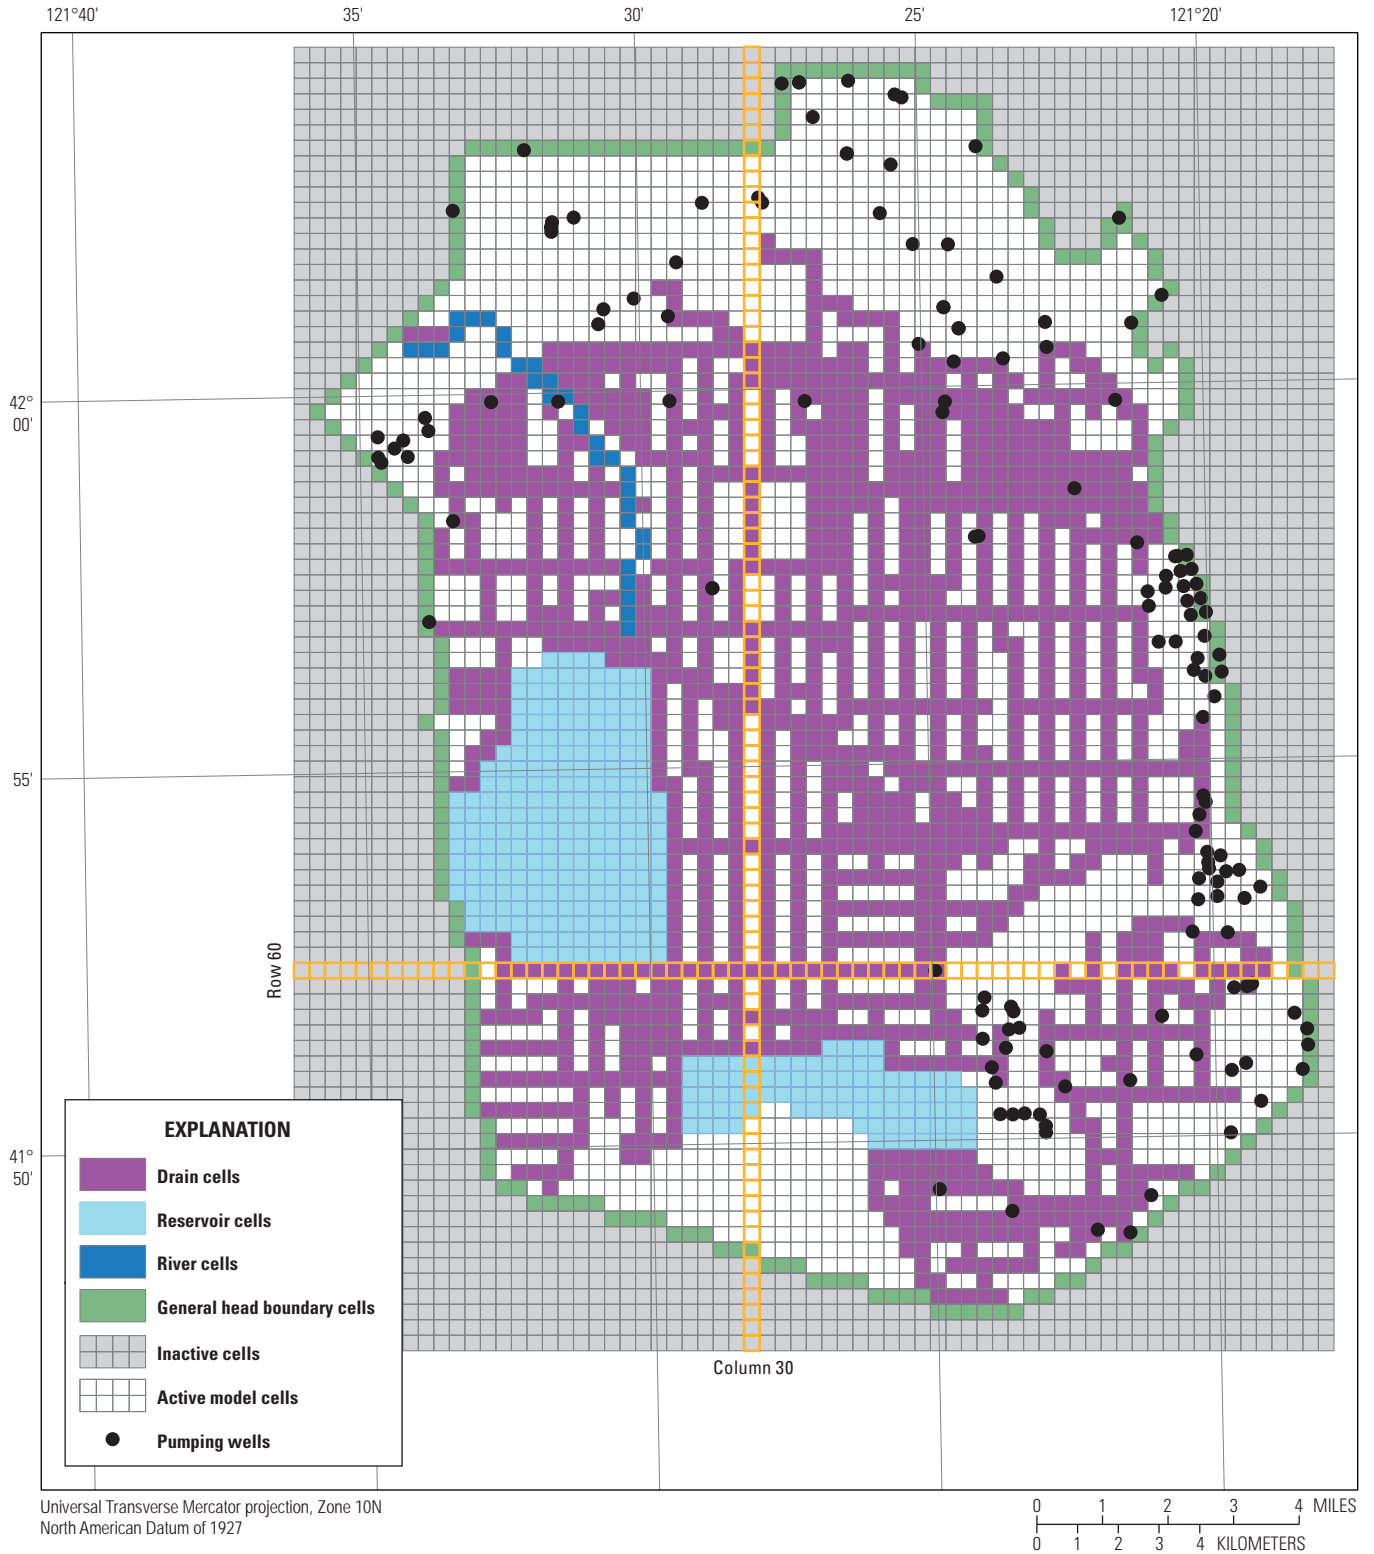 121°40' 35' 30' 25' 121°20'
42°
00'
55'
41°
50'
Row 60
Column 30
EXPLANATION
Drain cells
Reservoir cells
River cells
General head boundary cells
Inactive cells
Active model cells
Pumping wells
Universal Transverse Mercator projection, Zone 10N
North American Datum of 1927
0 1 2 3 4 MILES
0 1 2 3 4 KILOMETERS